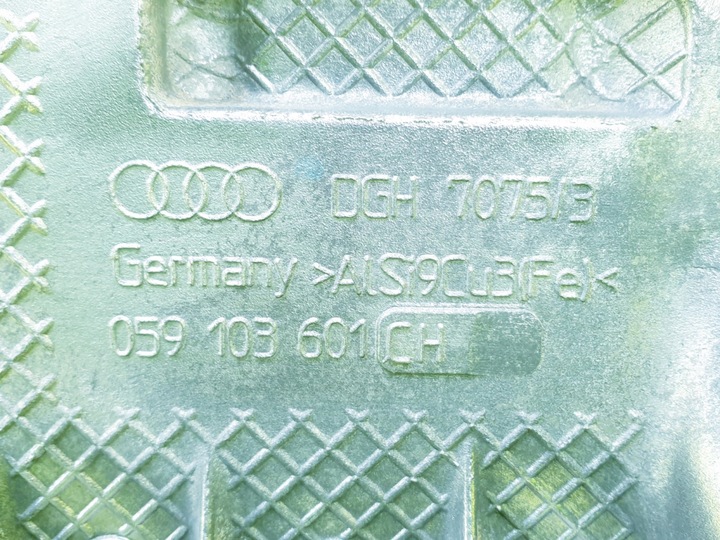 DGH 7075/3
Germany >AlSi9Cu3(Fe)<
059 103 601 CH